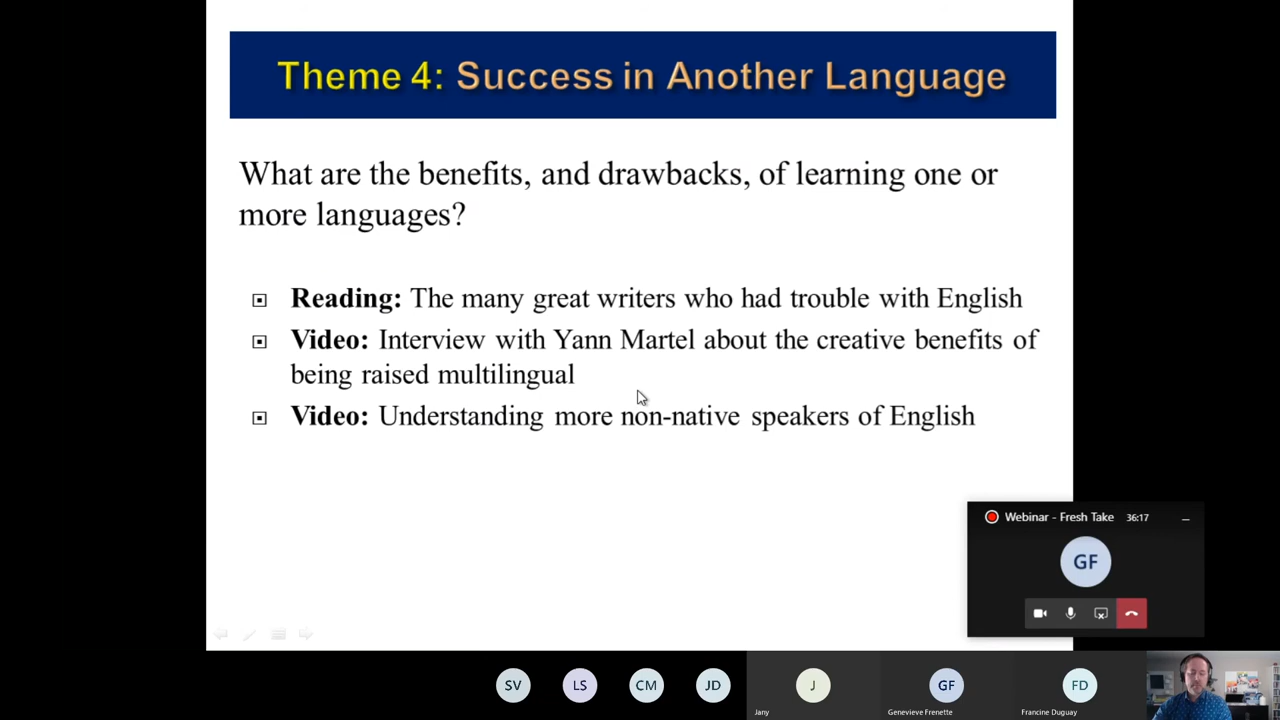 Theme 4: Success in Another Language
What are the benefits, and drawbacks, of learning one or
more languages?
Reading: The many great writers who had trouble with English
Video: Interview with Yann Martel about the creative benefits of
being raised multilingual
Video: Understanding more non-native speakers of English
Webinar - Fresh Take 36:17
GF
SV LS CM JD J GF FD
Jany Genevieve Frenette Francine Duguay